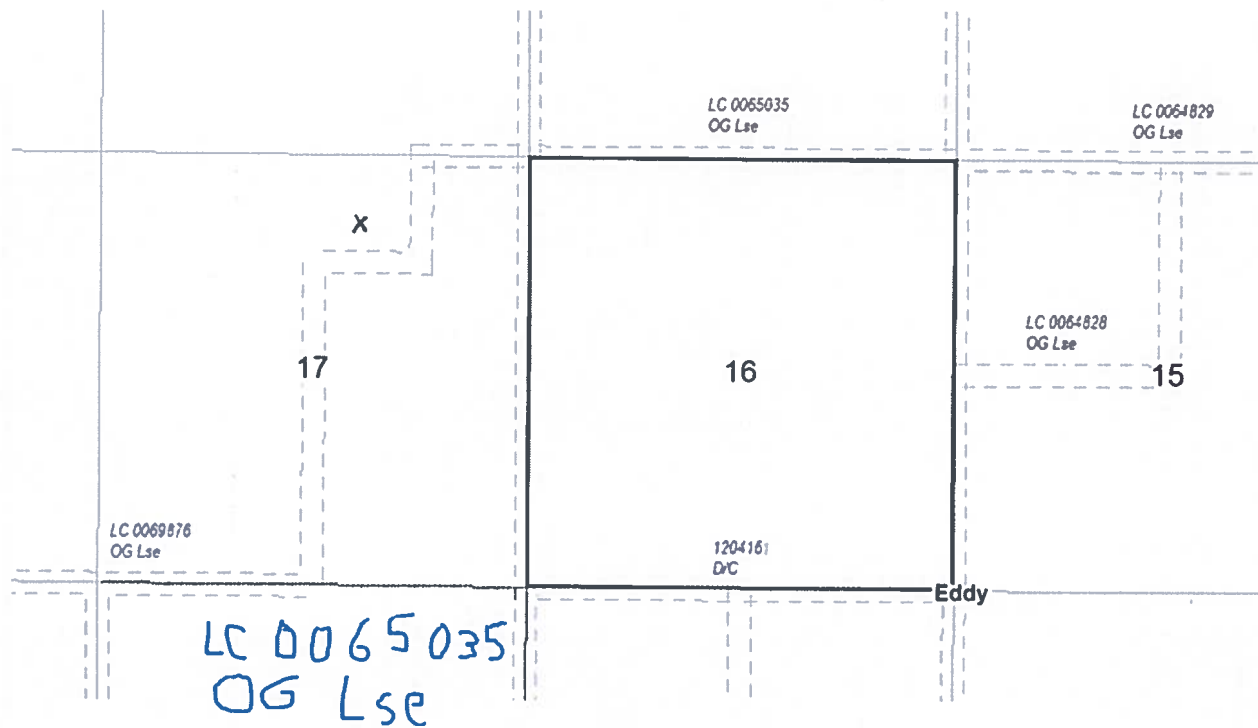 LC 0065035
OG Lse
LC 0064829
OG Lse
X
LC 0064828
OG Lse
17
16
15
LC 0069876
OG Lse
1204161
D/C
Eddy
LC 0065035
OG Lse